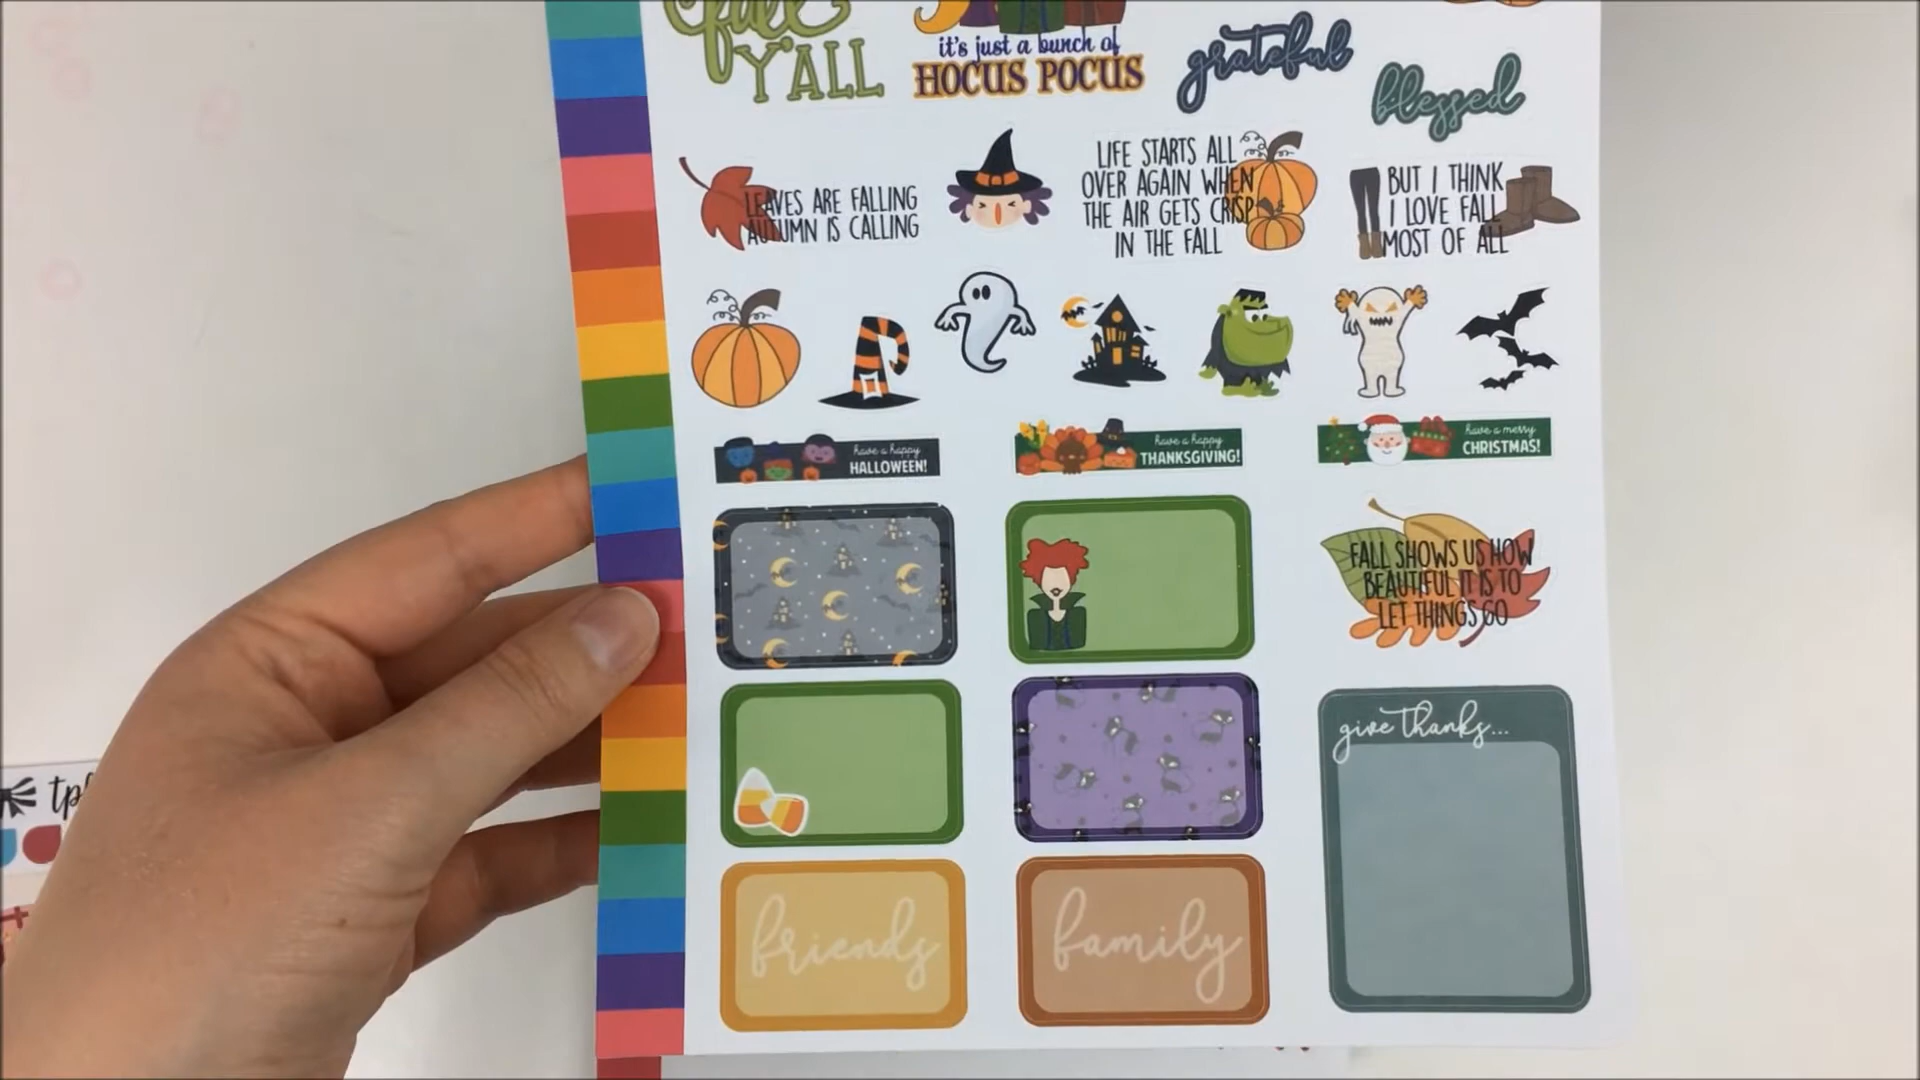 fall
Y'ALL
it's just a bunch of
HOCUS POCUS
grateful
blessed
LEAVES ARE FALLING
AUTUMN IS CALLING
LIFE STARTS ALL
OVER AGAIN WHEN
THE AIR GETS CRISP
IN THE FALL
BUT I THINK
I LOVE FALL
MOST OF ALL
have a happy
HALLOWEEN!
have a happy
THANKSGIVING!
have a merry
CHRISTMAS!
FALL SHOWS US HOW
BEAUTIFUL IT IS TO
LET THINGS GO
give thanks...
friends
family